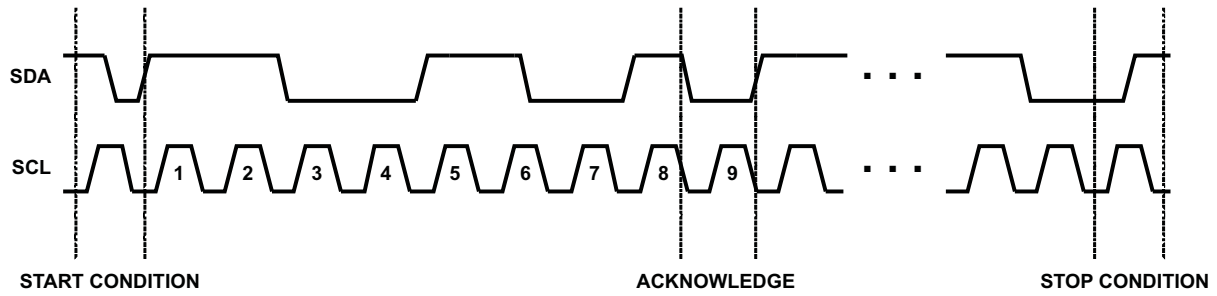 SDA
. . .
SCL
1 2 3 4 5 6 7 8 9
. . .
START CONDITION ACKNOWLEDGE STOP CONDITION